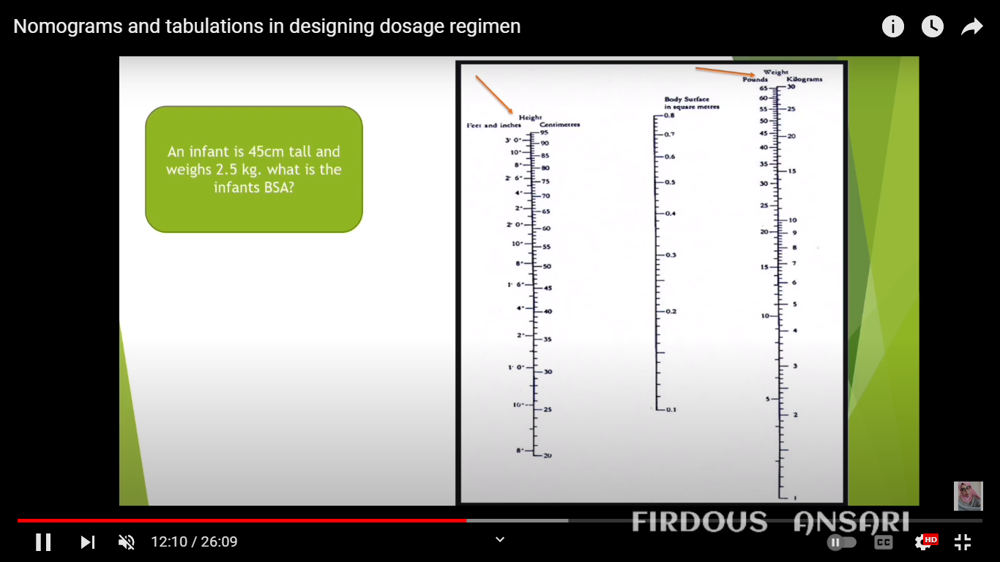 Nomograms and tabulations in designing dosage regimen
An infant is 45cm tall and
weighs 2.5 kg. what is the
infants BSA?
Height
Feet and inches Centimetres
95
3' 0" 90
10" 85
8" 80
2' 6" 75
4" 70
2" 65
2' 0" 60
10" 55
8" 50
1' 6" 45
4" 40
2" 35
1' 0" 30
10" 25
8" 20
Body Surface
in square metres
0.8
0.7
0.6
0.5
0.4
0.3
0.2
0.1
Weight
Pounds Kilograms
65 30
60
55 25
50
45 20
40
35 15
30
25
10
20 9
8
15 7
6
5
10
4
3
5
2
1
FIRDOUS ANSARI
12:10 / 26:09
CC
HD